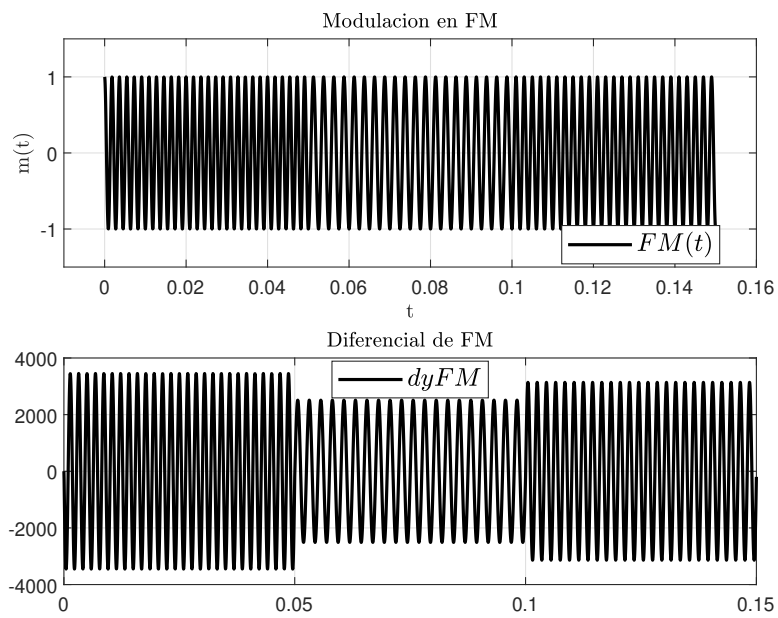 Modulacion en FM
1
0
-1
m(t)
FM(t)
0 0.02 0.04 0.06 0.08 0.1 0.12 0.14 0.16
t
Diferencial de FM
4000
2000
0
-2000
-4000
dyFM
0 0.05 0.1 0.15